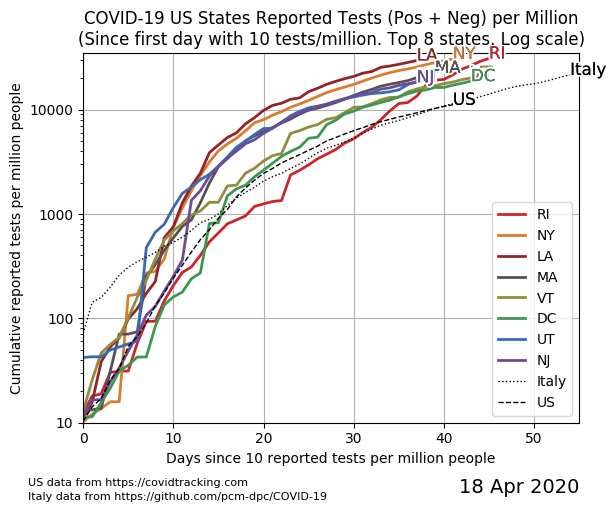 COVID-19 US States Reported Tests (Pos + Neg) per Million
(Since first day with 10 tests/million. Top 8 states. Log scale)
Cumulative reported tests per million people
10000
1000
100
10
LA
NY
RI
MA
NJ
DC
Italy
US
RI
NY
LA
MA
VT
DC
UT
NJ
Italy
US
0
10
20
30
40
50
Days since 10 reported tests per million people
US data from https://covidtracking.com
Italy data from https://github.com/pcm-dpc/COVID-19
18 Apr 2020